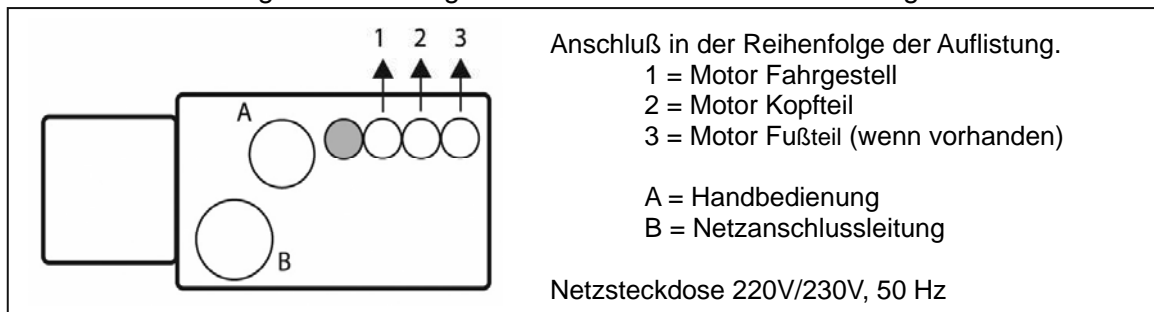 1 2 3
A
B
Anschluß in der Reihenfolge der Auflistung.
1 = Motor Fahrgestell
2 = Motor Kopfteil
3 = Motor Fußteil (wenn vorhanden)
A = Handbedienung
B = Netzanschlussleitung
Netzsteckdose 220V/230V, 50 Hz